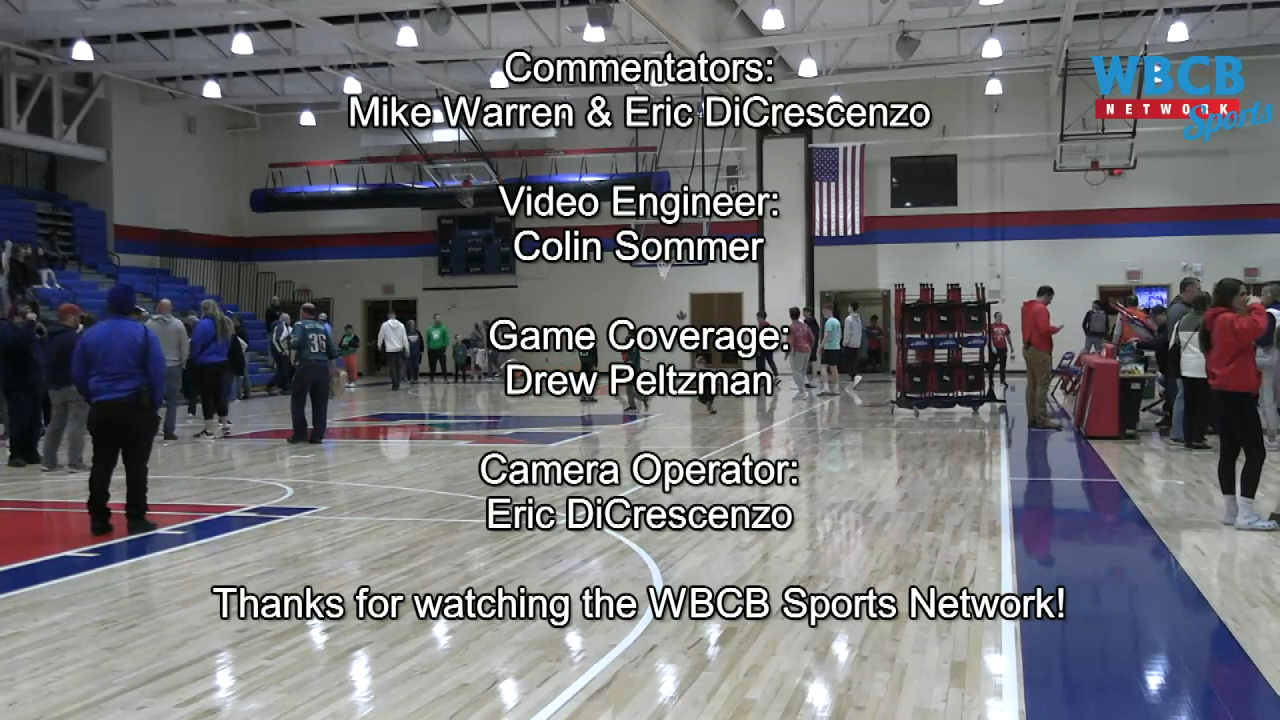 Commentators:
Mike Warren & Eric DiCrescenzo
WBCB
NETWORK
Sports
Video Engineer:
Colin Sommer
36
Game Coverage:
Drew Peltzman
Camera Operator:
Eric DiCrescenzo
Thanks for watching the WBCB Sports Network!